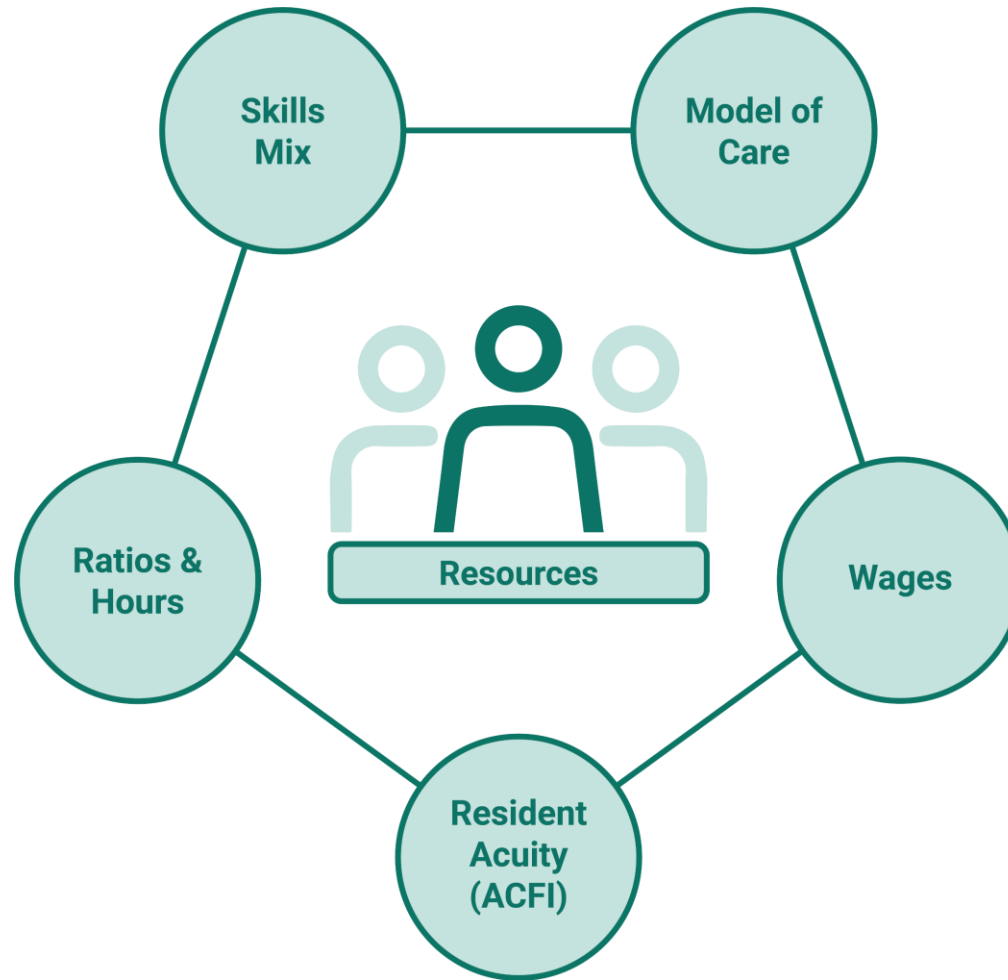 Skills
Mix
Model of
Care
Ratios &
Hours
Resources
Wages
Resident
Acuity
(ACFI)